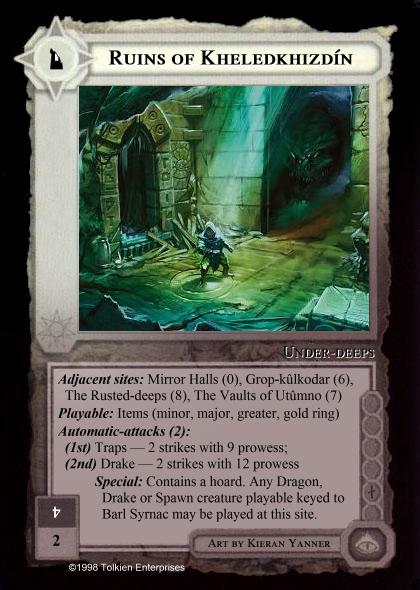 Ruins of Kheledkhizdín
Under-deeps
Adjacent sites: Mirror Halls (0), Grop-kûlkodar (6),
The Rusted-deeps (8), The Vaults of Utûmno (7)
Playable: Items (minor, major, greater, gold ring)
Automatic-attacks (2):
(1st) Traps — 2 strikes with 9 prowess;
(2nd) Drake — 2 strikes with 12 prowess
Special: Contains a hoard. Any Dragon,
Drake or Spawn creature playable keyed to
Barl Syrnac may be played at this site.
4
2
Art by Kieran Yanner
©1998 Tolkien Enterprises